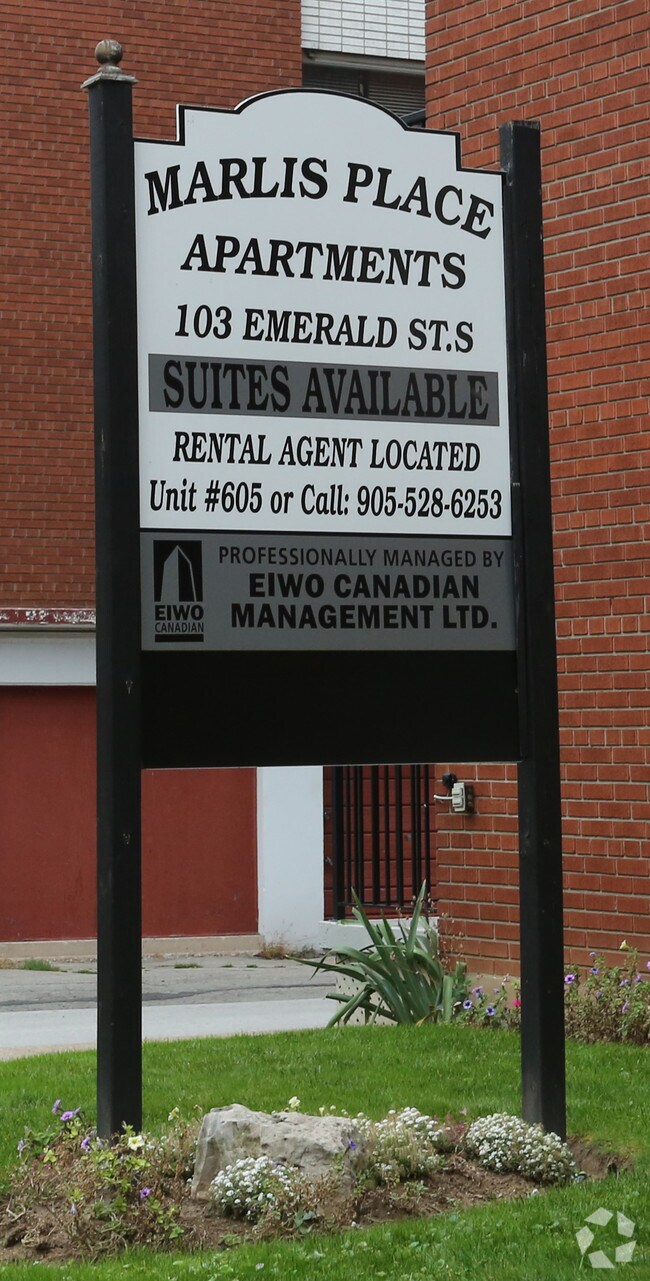 MARLIS PLACE
APARTMENTS
103 EMERALD ST.S
SUITES AVAILABLE
RENTAL AGENT LOCATED
Unit #605 or Call: 905-528-6253
PROFESSIONALLY MANAGED BY
EIWO CANADIAN
MANAGEMENT LTD.
EIWO
CANADIAN